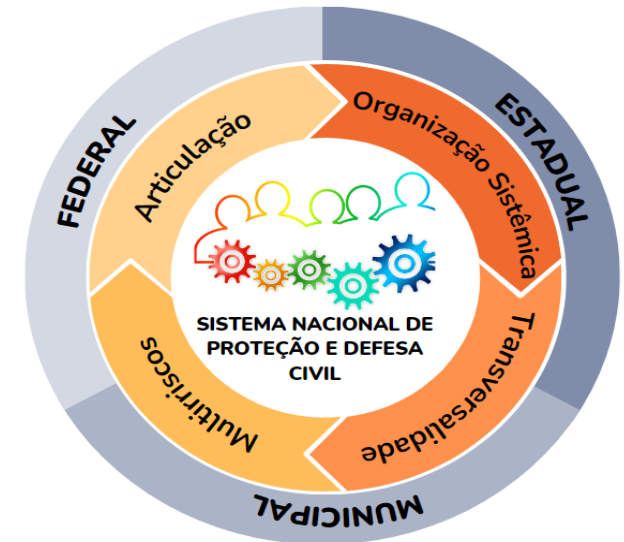 FEDERAL
ESTADUAL
MUNICIPAL
Articulação
Organização Sistêmica
Transversalidade
Multirriscos
SISTEMA NACIONAL DE
PROTEÇÃO E DEFESA
CIVIL